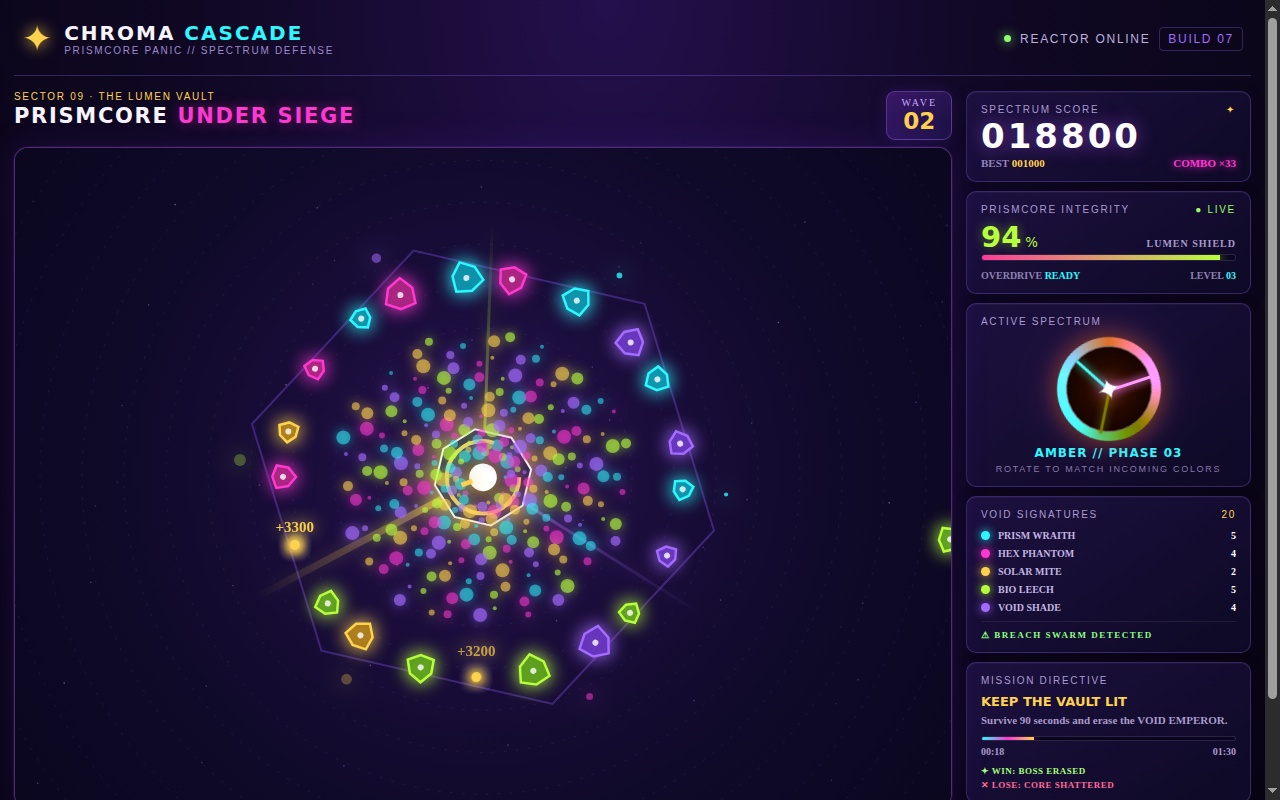 ✦ CHROMA CASCADE
PRISMCORE PANIC // SPECTRUM DEFENSE
REACTOR ONLINE BUILD 07
SECTOR 09 · THE LUMEN VAULT
PRISMCORE UNDER SIEGE
WAVE
02
+3300
+3200
SPECTRUM SCORE ✦
018800
BEST 001000 COMBO ×33
PRISMCORE INTEGRITY ● LIVE
94 % LUMEN SHIELD
OVERDRIVE READY LEVEL 03
ACTIVE SPECTRUM
AMBER // PHASE 03
ROTATE TO MATCH INCOMING COLORS
VOID SIGNATURES 20
PRISM WRAITH 5
HEX PHANTOM 4
SOLAR MITE 2
BIO LEECH 5
VOID SHADE 4
⚠ BREACH SWARM DETECTED
MISSION DIRECTIVE
KEEP THE VAULT LIT
Survive 90 seconds and erase the VOID EMPEROR.
00:18 01:30
✦ WIN: BOSS ERASED
✕ LOSE: CORE SHATTERED